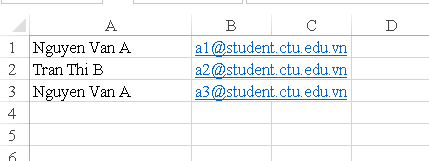 A B C D
1 Nguyen Van A a1@student.ctu.edu.vn
2 Tran Thi B a2@student.ctu.edu.vn
3 Nguyen Van A a3@student.ctu.edu.vn
4
5
6